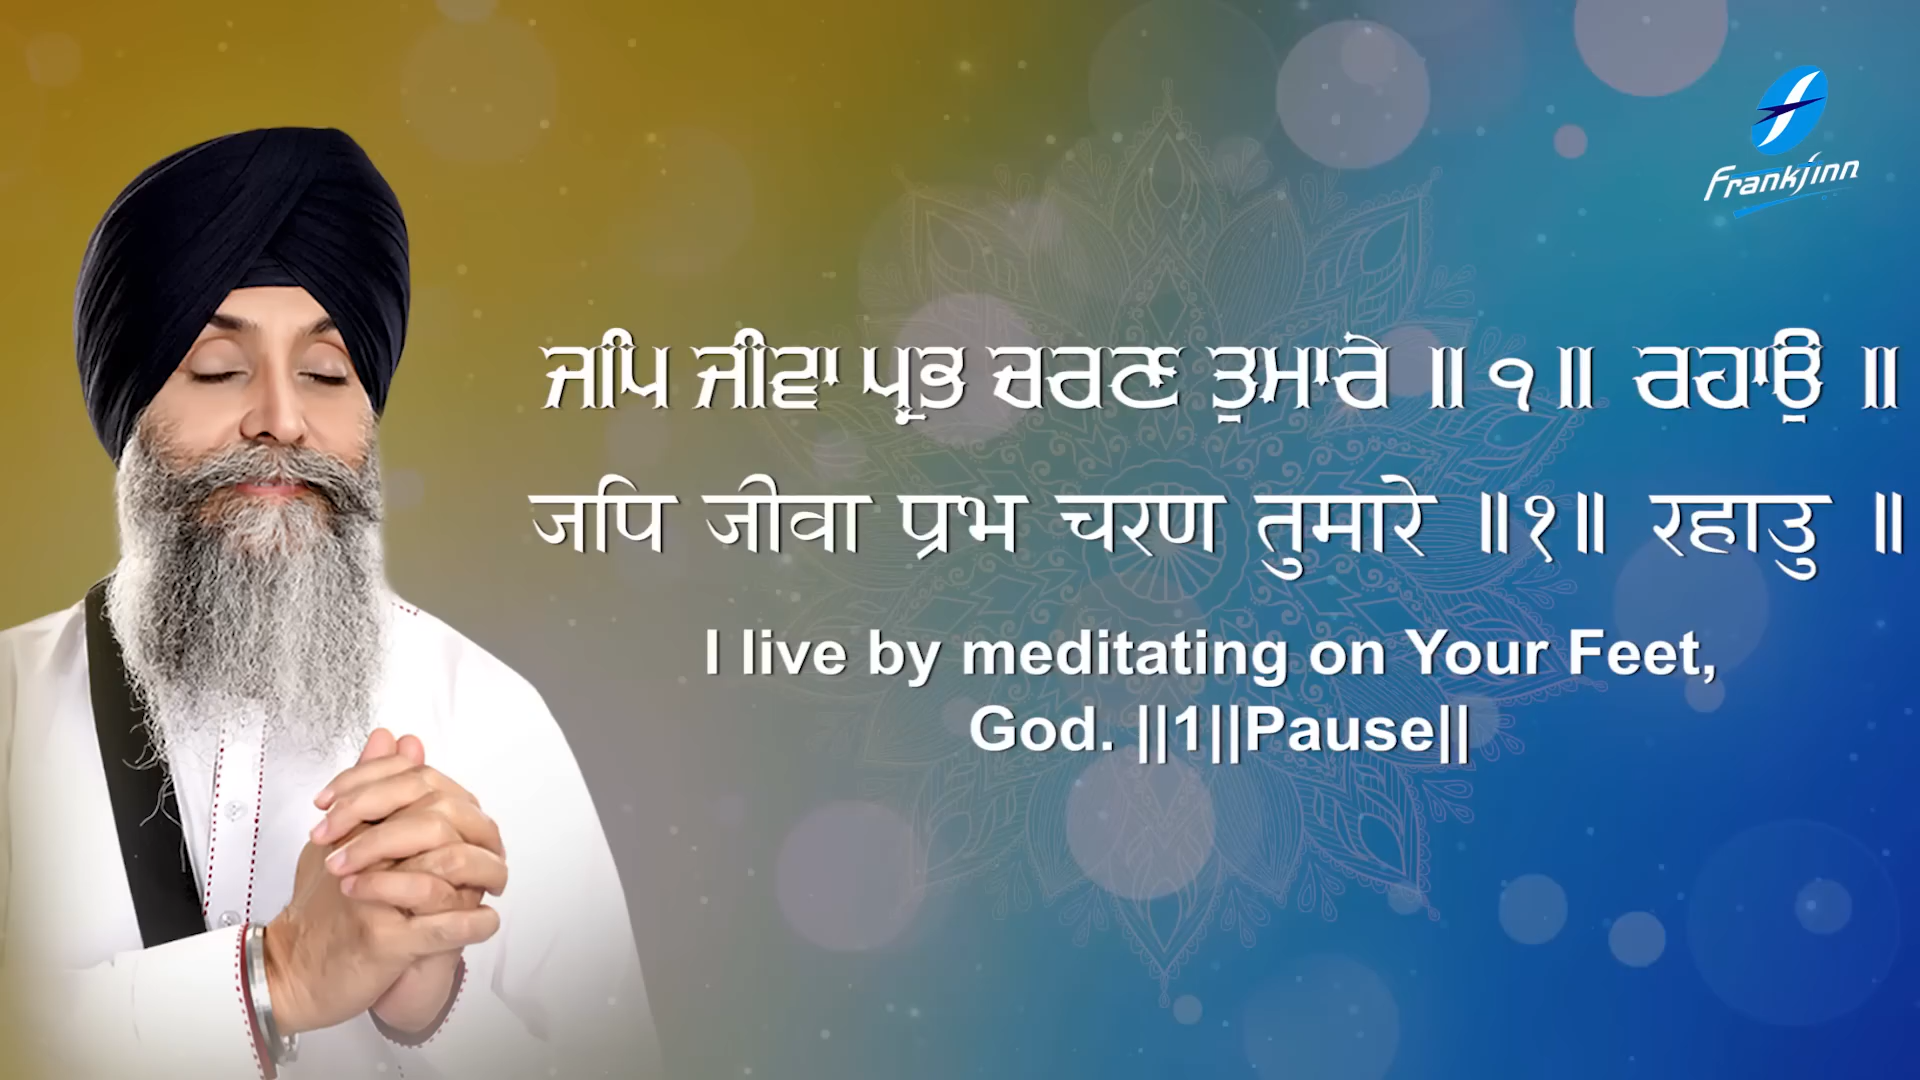 Frankfinn
ਜਪਿ ਜੀਵਾ ਪ੍ਰਭ ਚਰਣ ਤੁਮਾਰੇ ॥੧॥ ਰਹਾਉ ॥
जपि जीवा प्रभ चरण तुमारे ॥१॥ रहाउ ॥
I live by meditating on Your Feet,
God. ||1||Pause||